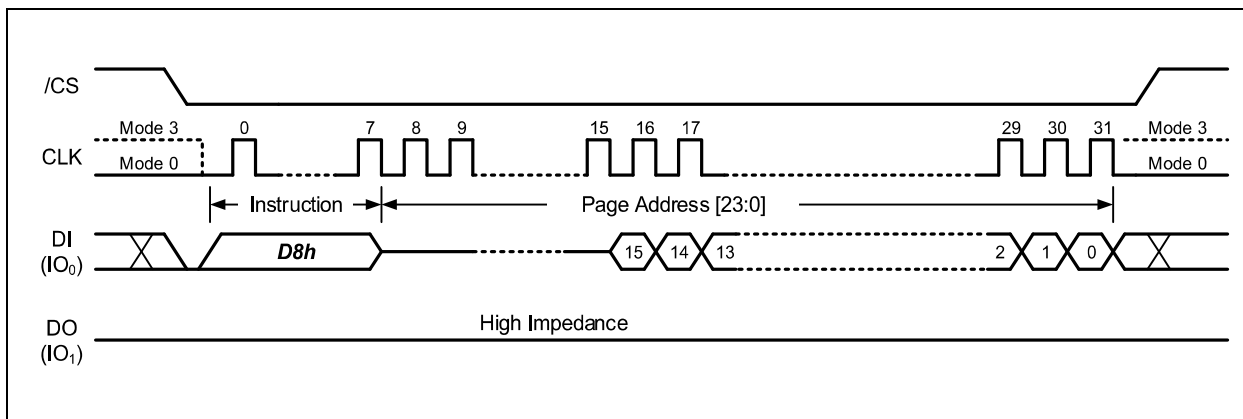 /CS
Mode 3 0 7 8 9 15 16 17 29 30 31 Mode 3
CLK
Mode 0 Mode 0
Instruction Page Address [23:0]
DI
(IO₀)
D8h 15 14 13 2 1 0
High Impedance
DO
(IO₁)